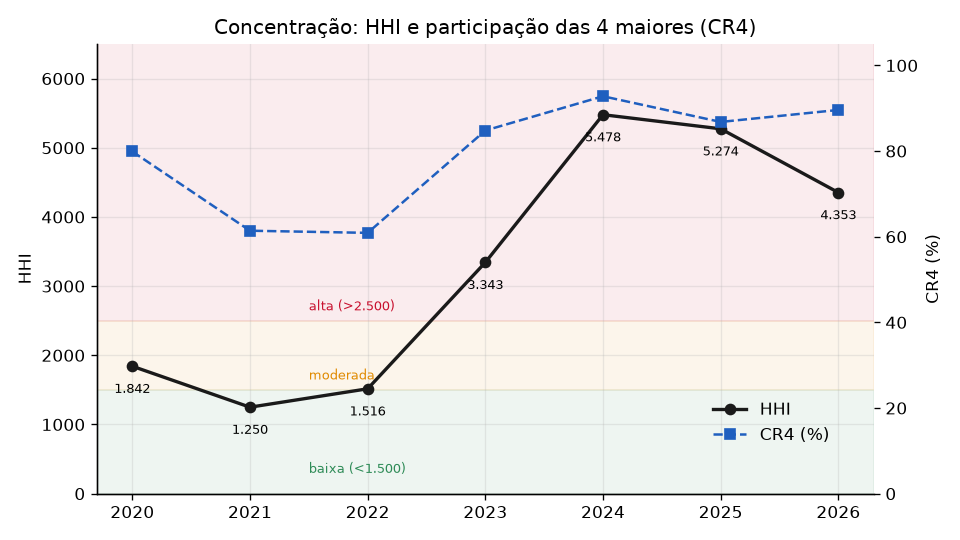 Concentração: HHI e participação das 4 maiores (CR4)
HHI
6000
5000
4000
3000
2000
1000
0
100
80
60
40
20
0
CR4 (%)
1.842
1.250
1.516
3.343
5.478
5.274
4.353
alta (>2.500)
moderada
baixa (<1.500)
HHI
CR4 (%)
2020 2021 2022 2023 2024 2025 2026